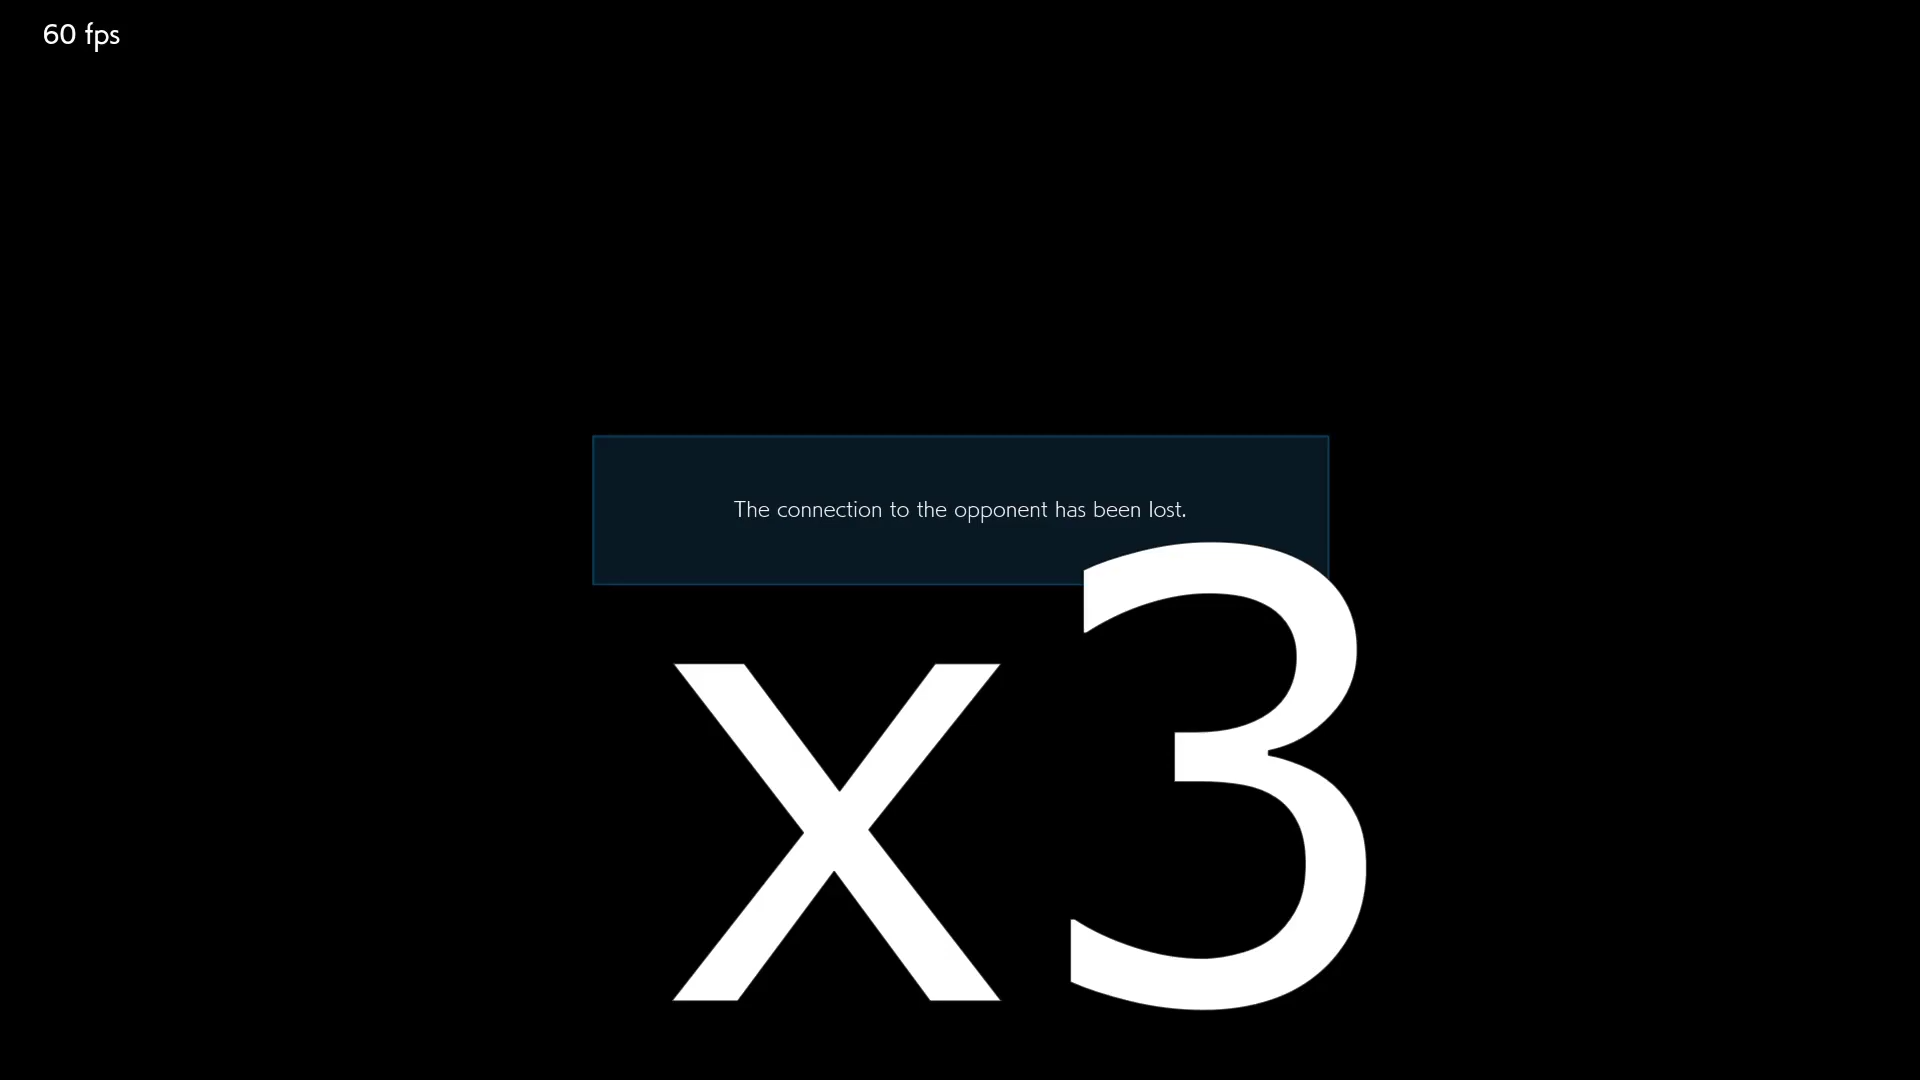 60 fps
The connection to the opponent has been lost.
x3